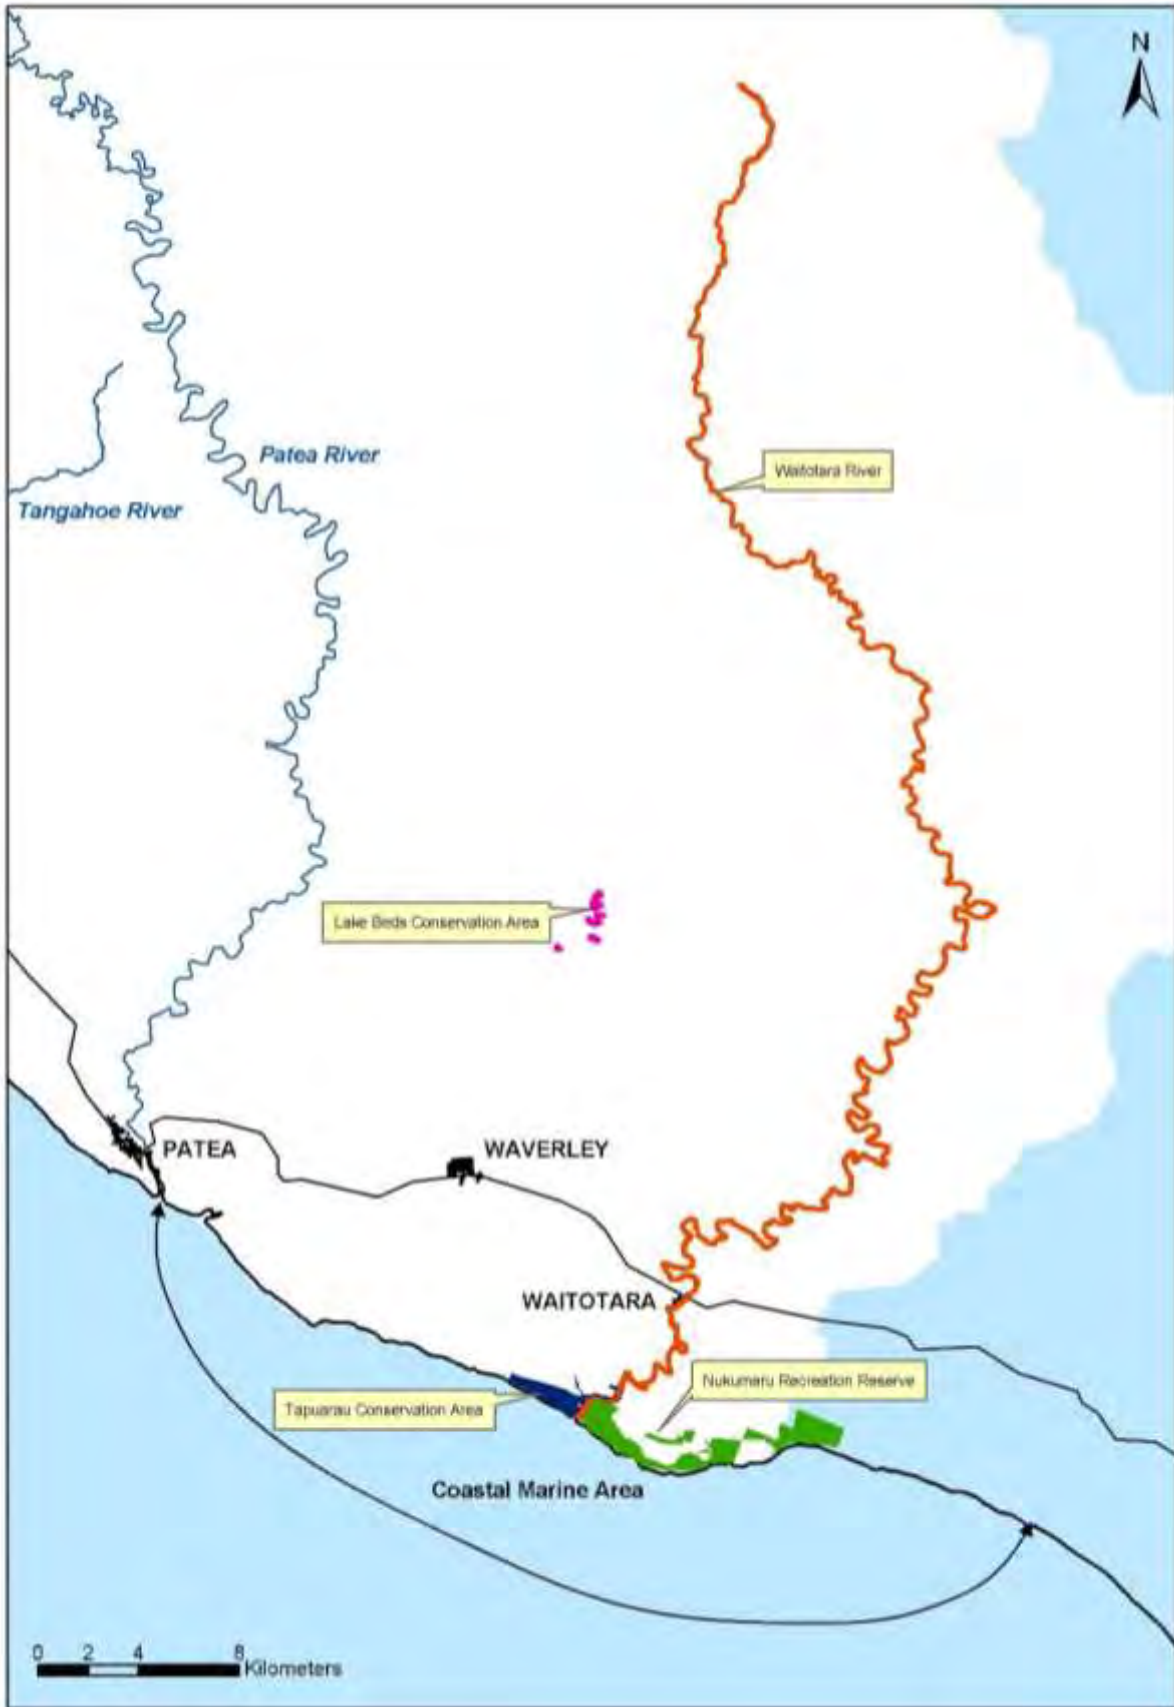 N
Patea River
Waitotara River
Tangahoe River
Lake Beds Conservation Area
PATEA
WAVERLEY
WAITOTARA
Nukumaru Recreation Reserve
Tapuarau Conservation Area
Coastal Marine Area
0 2 4 8
Kilometers